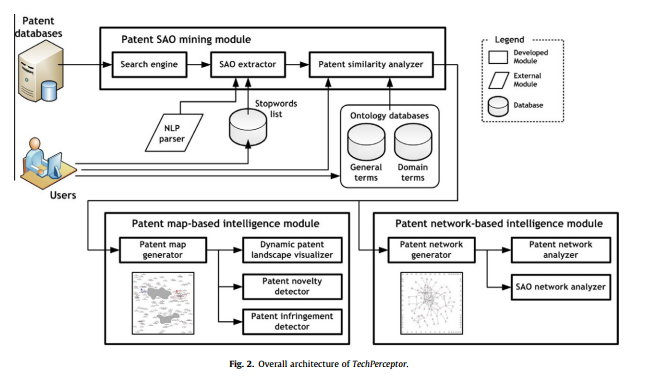 Patent
databases
Patent SAO mining module
Search engine
SAO extractor
Patent similarity analyzer
Legend
Developed
Module
External
Module
Database
NLP
parser
Stopwords
list
Ontology databases
General
terms
Domain
terms
Users
Patent map-based intelligence module
Patent map
generator
Dynamic patent
landscape visualizer
Patent novelty
detector
Patent infringement
detector
Patent network-based intelligence module
Patent network
generator
Patent network
analyzer
SAO network analyzer
Fig. 2. Overall architecture of TechPerceptor.